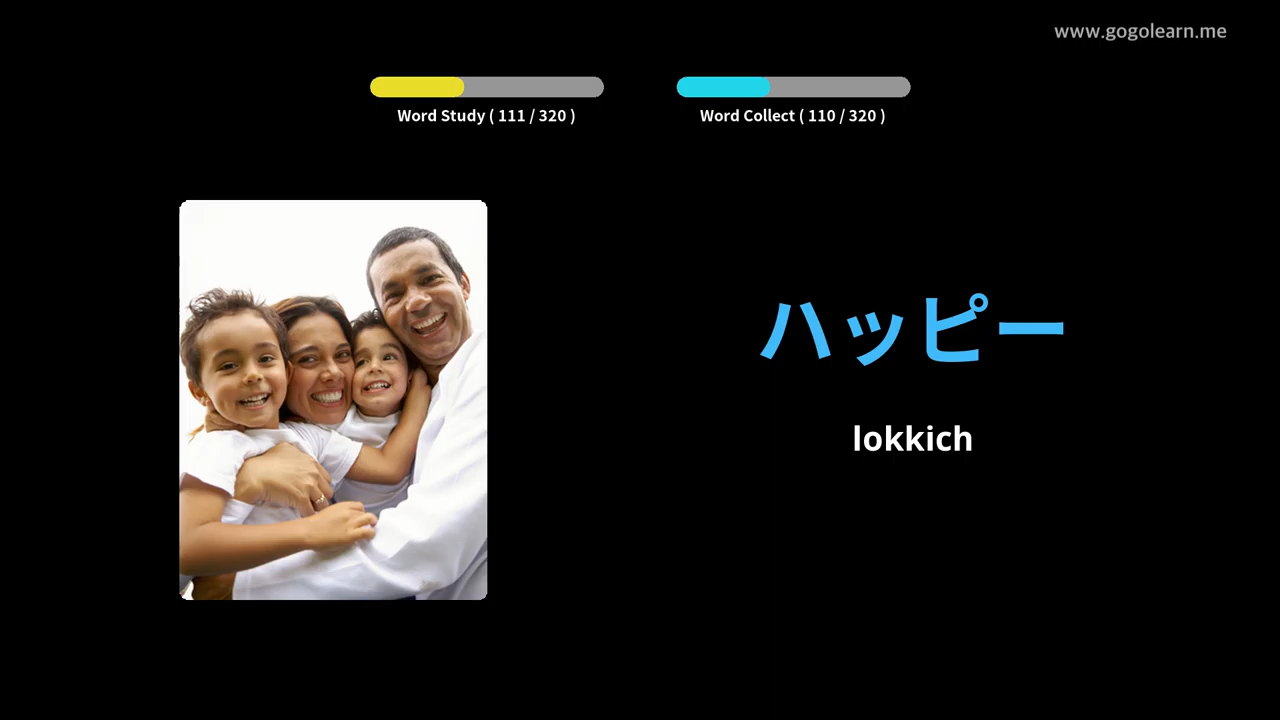 www.gogolearn.me
Word Study ( 111 / 320 )
Word Collect ( 110 / 320 )
ハッピー
lokkich